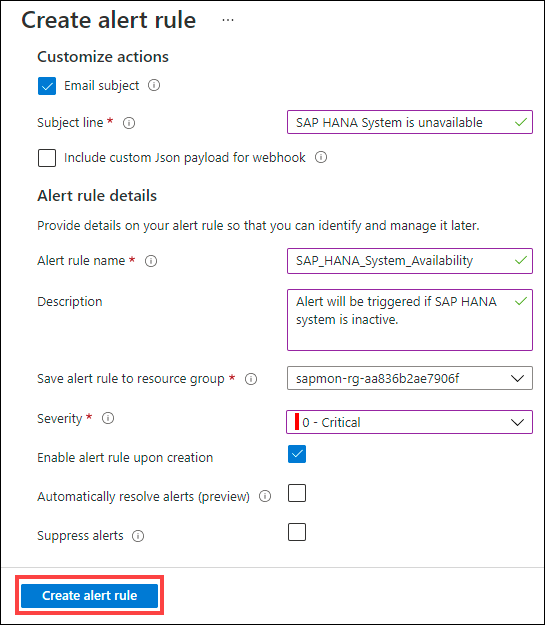 Create alert rule ...
Customize actions
Email subject
Subject line *
SAP HANA System is unavailable
Include custom Json payload for webhook
Alert rule details
Provide details on your alert rule so that you can identify and manage it later.
Alert rule name *
SAP_HANA_System_Availability
Description
Alert will be triggered if SAP HANA
system is inactive.
Save alert rule to resource group *
sapmon-rg-aa836b2ae7906f
Severity *
0 - Critical
Enable alert rule upon creation
Automatically resolve alerts (preview)
Suppress alerts
Create alert rule